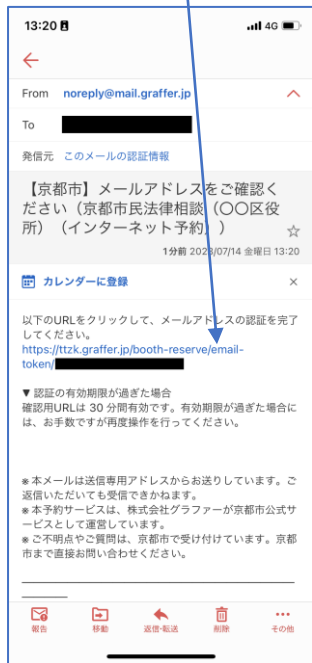 13:20
4G
From noreply@mail.graffer.jp
To
発信元 このメールの認証情報
【京都市】メールアドレスをご確認く
ださい（京都市民法律相談（〇〇区役
所）（インターネット予約））
1分前 2023/07/14 金曜日 13:20
カレンダーに登録 ×
以下のURLをクリックして、メールアドレスの認証を完了
してください。
https://ttzk.graffer.jp/booth-reserve/email-
token/
▼ 認証の有効期限が過ぎた場合
確認用URLは 30 分間有効です。有効期限が過ぎた場合に
は、お手数ですが再度操作を行ってください。
※ 本メールは送信専用アドレスからお送りしています。ご
返信いただいても受信できかねます。
※ 本予約サービスは、株式会社グラファーが京都市公式サ
ービスとして運営しています。
※ ご不明点やご質問は、京都市で受け付けています。京都
市まで直接お問い合わせください。
報告 移動 返信・転送 削除 その他